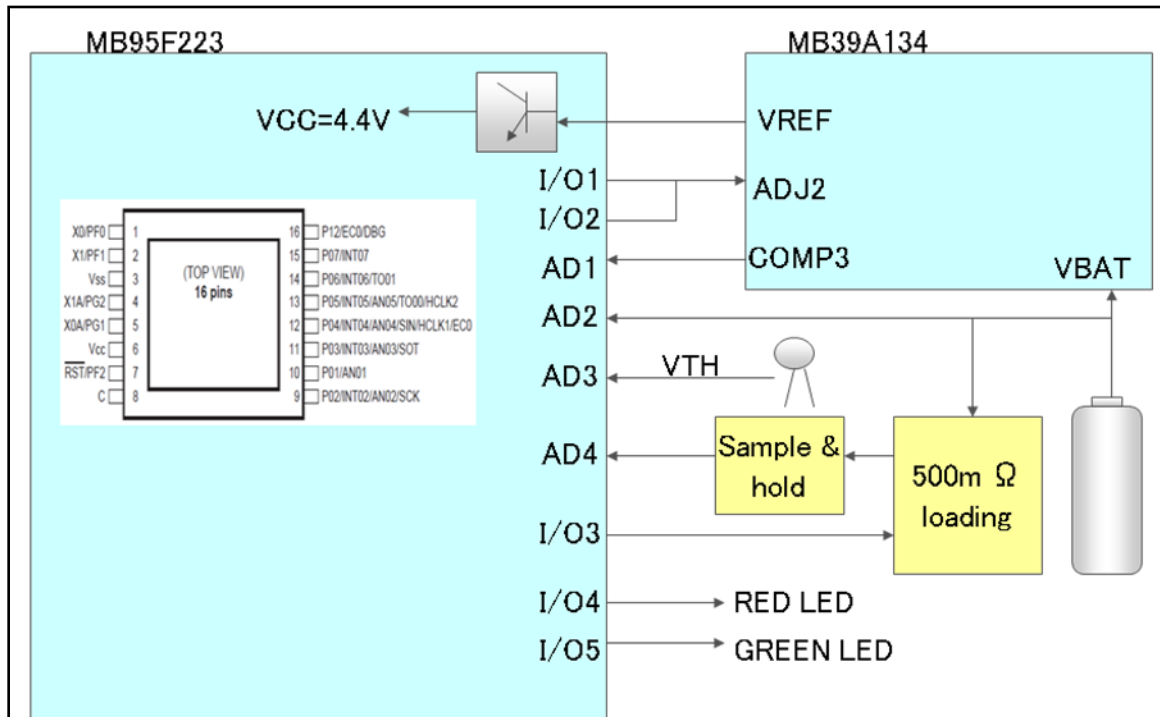 MB95F223
MB39A134
VCC=4.4V
VREF
I/O1
ADJ2
I/O2
AD1
COMP3
VBAT
AD2
VTH
AD3
AD4
Sample &
hold
500m Ω
loading
I/O3
I/O4
RED LED
I/O5
GREEN LED
(TOP VIEW)
16 pins
X0/PF0 1
X1/PF1 2
Vss 3
X1A/PG2 4
X0A/PG1 5
Vcc 6
RST/PF2 7
C 8
16 P12/EC0/DBG
15 P07/INT07
14 P06/INT06/TO01
13 P05/INT05/AN05/TO00/HCLK2
12 P04/INT04/AN04/SIN/HCLK1/EC0
11 P03/INT03/AN03/SOT
10 P01/AN01
9 P02/INT02/AN02/SCK